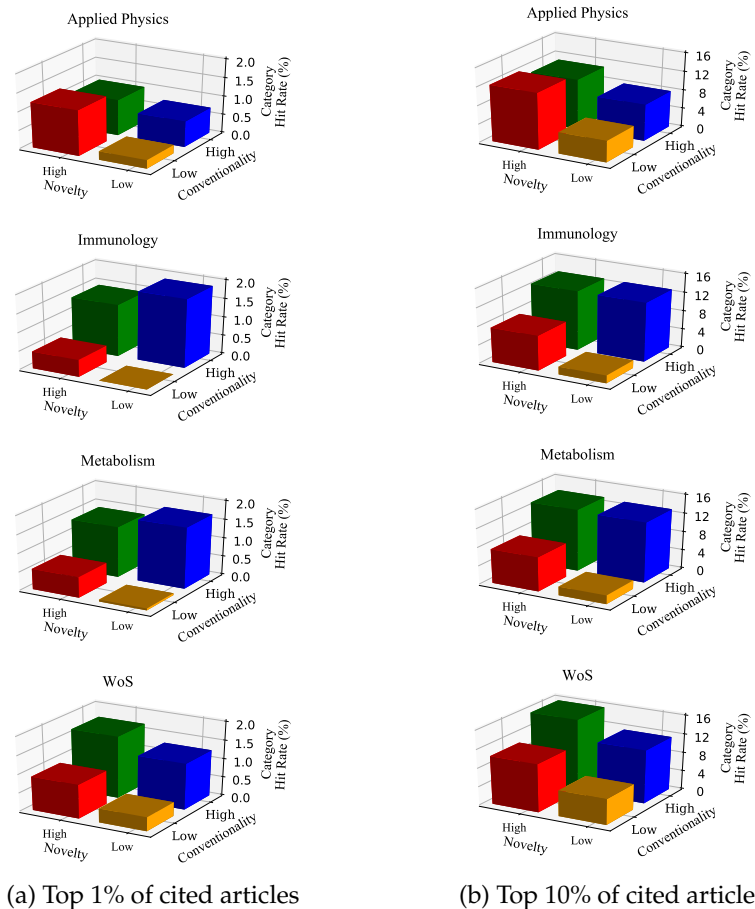 Applied Physics
2.0
1.5
1.0
0.5
0.0
Category
Hit Rate (%)
High
Low
Novelty
Low
High
Conventionality
Applied Physics
16
12
8
4
0
Category
Hit Rate (%)
High
Low
Novelty
Low
High
Conventionality
Immunology
2.0
1.5
1.0
0.5
0.0
Category
Hit Rate (%)
High
Low
Novelty
Low
High
Conventionality
Immunology
16
12
8
4
0
Category
Hit Rate (%)
High
Low
Novelty
Low
High
Conventionality
Metabolism
2.0
1.5
1.0
0.5
0.0
Category
Hit Rate (%)
High
Low
Novelty
Low
High
Conventionality
Metabolism
16
12
8
4
0
Category
Hit Rate (%)
High
Low
Novelty
Low
High
Conventionality
WoS
2.0
1.5
1.0
0.5
0.0
Category
Hit Rate (%)
High
Low
Novelty
Low
High
Conventionality
WoS
16
12
8
4
0
Category
Hit Rate (%)
High
Low
Novelty
Low
High
Conventionality
(a) Top 1% of cited articles
(b) Top 10% of cited article